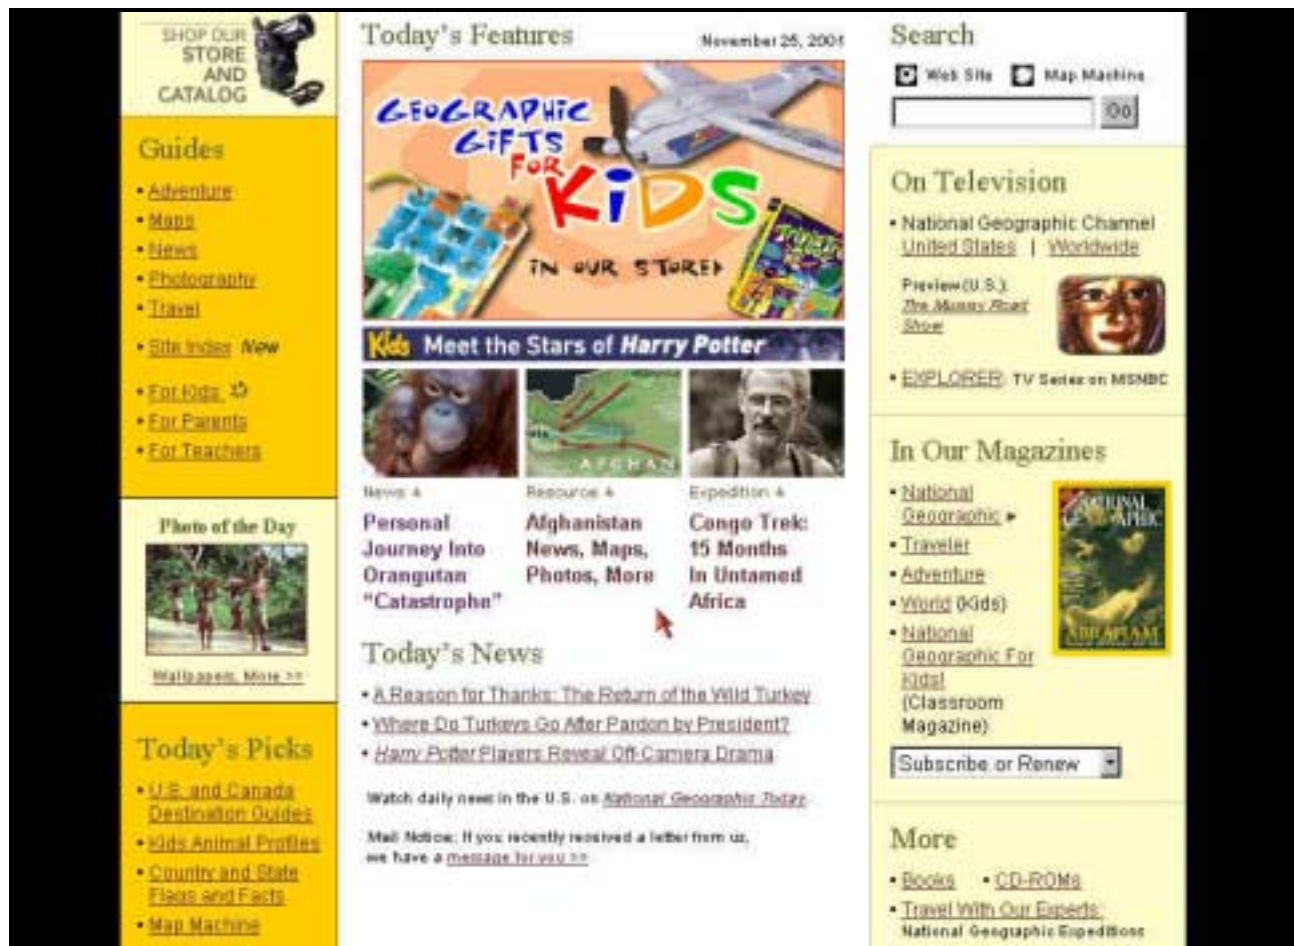 SHOP OUR
STORE
AND
CATALOG
Guides
• Adventure
• Maps
• News
• Photography
• Travel
• Site Index New
• For Kids
• For Parents
• For Teachers
Photo of the Day
Wallpapers, More >>
Today's Picks
• U.S. and Canada
Destination Guides
• Kids Animal Profiles
• Country and State
Flags and Facts
• Map Machine
Today's Features
November 26, 2001
GEOGRAPHIC
GIFTS
FOR
KiDS
IN OUR STORE
Kids Meet the Stars of Harry Potter
AFGHAN
News
Personal
Journey Into
Orangutan
"Catastrophe"
Resource
Afghanistan
News, Maps,
Photos, More
Expedition
Congo Trek:
15 Months
In Untamed
Africa
Today's News
• A Reason for Thanks: The Return of the Wild Turkey
• Where Do Turkeys Go After Pardon by President?
• Harry Potter Players Reveal Off-Camera Drama
Watch daily news in the U.S. on National Geographic Today.
Mail Notice: If you recently received a letter from us,
we have a message for you >>
Search
Web Site Map Machine
Go
On Television
• National Geographic Channel
United States | Worldwide
Preview (U.S.):
The Mummy Road
Show
• EXPLORER: TV Series on MSNBC
In Our Magazines
• National
Geographic
• Traveler
• Adventure
• World (Kids)
• National
Geographic For
Kids!
(Classroom
Magazine)
NATIONAL
GEOGRAPHIC
ABRAHAM
Subscribe or Renew
More
• Books • CD-ROMs
• Travel With Our Experts:
National Geographic Expeditions